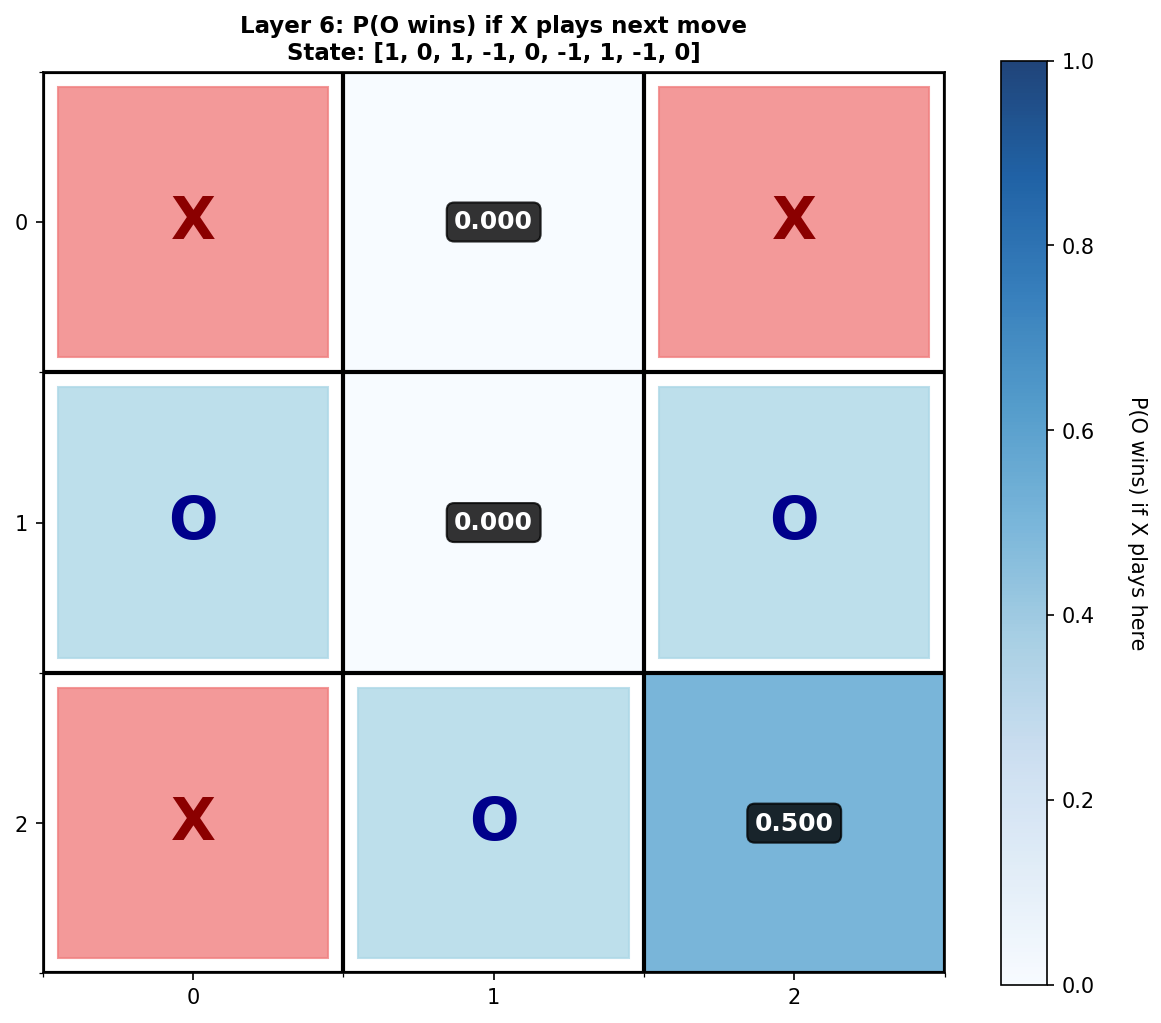 Layer 6: P(O wins) if X plays next move
State: [1, 0, 1, -1, 0, -1, 1, -1, 0]
0
X
0.000
X
1
O
0.000
O
2
X
O
0.500
0
1
2
1.0
0.8
0.6
0.4
0.2
0.0
P(O wins) if X plays here